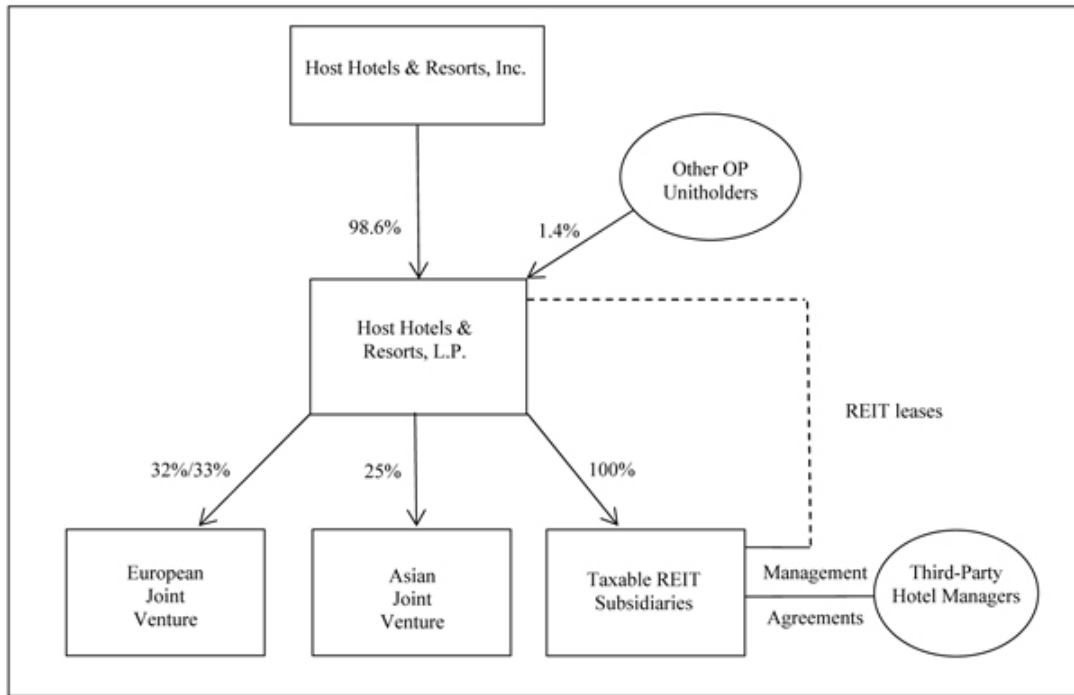 Host Hotels & Resorts, Inc.
Other OP
Unitholders
98.6%
1.4%
Host Hotels &
Resorts, L.P.
REIT leases
32%/33%
25%
100%
European
Joint
Venture
Asian
Joint
Venture
Taxable REIT
Subsidiaries
Management
Agreements
Third-Party
Hotel Managers